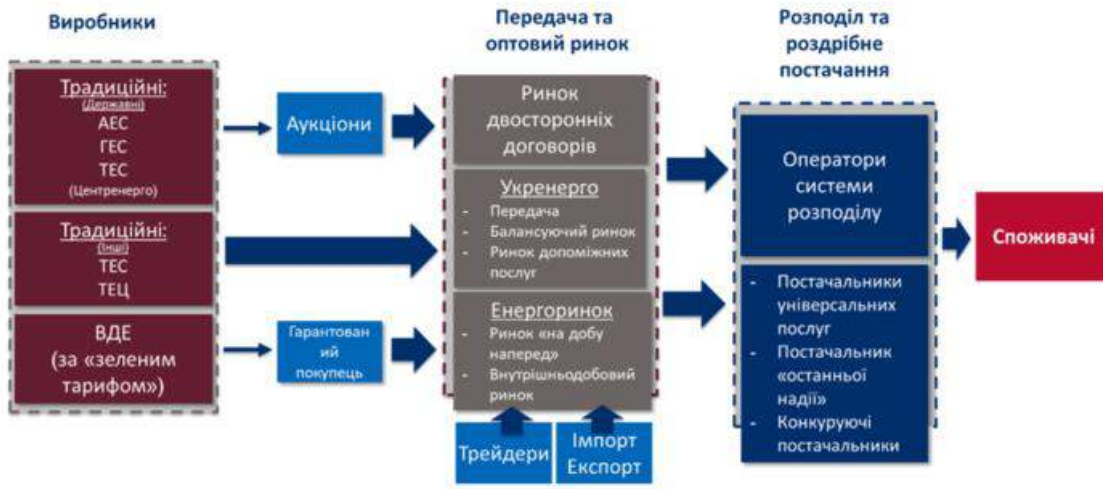 Виробники
Традиційні:
(Державні)
АЕС
ГЕС
ТЕС
(Центренерго)
Традиційні:
(Інші)
ТЕС
ТЕЦ
ВДЕ
(за «зеленим
тарифом»)
Аукціони
Гарантован
ий
покупець
Передача та
оптовий ринок
Ринок
двосторонніх
договорів
Укренерго
- Передача
- Балансуючий ринок
- Ринок допоміжних
послуг
Енергоринок
- Ринок «на добу
наперед»
- Внутрішньодобовий
ринок
Трейдери
Імпорт
Експорт
Розподіл та
роздрібне
постачання
Оператори
системи
розподілу
- Постачальники
універсальних
послуг
- Постачальник
«останньої
надії»
- Конкуруючі
постачальники
Споживачі